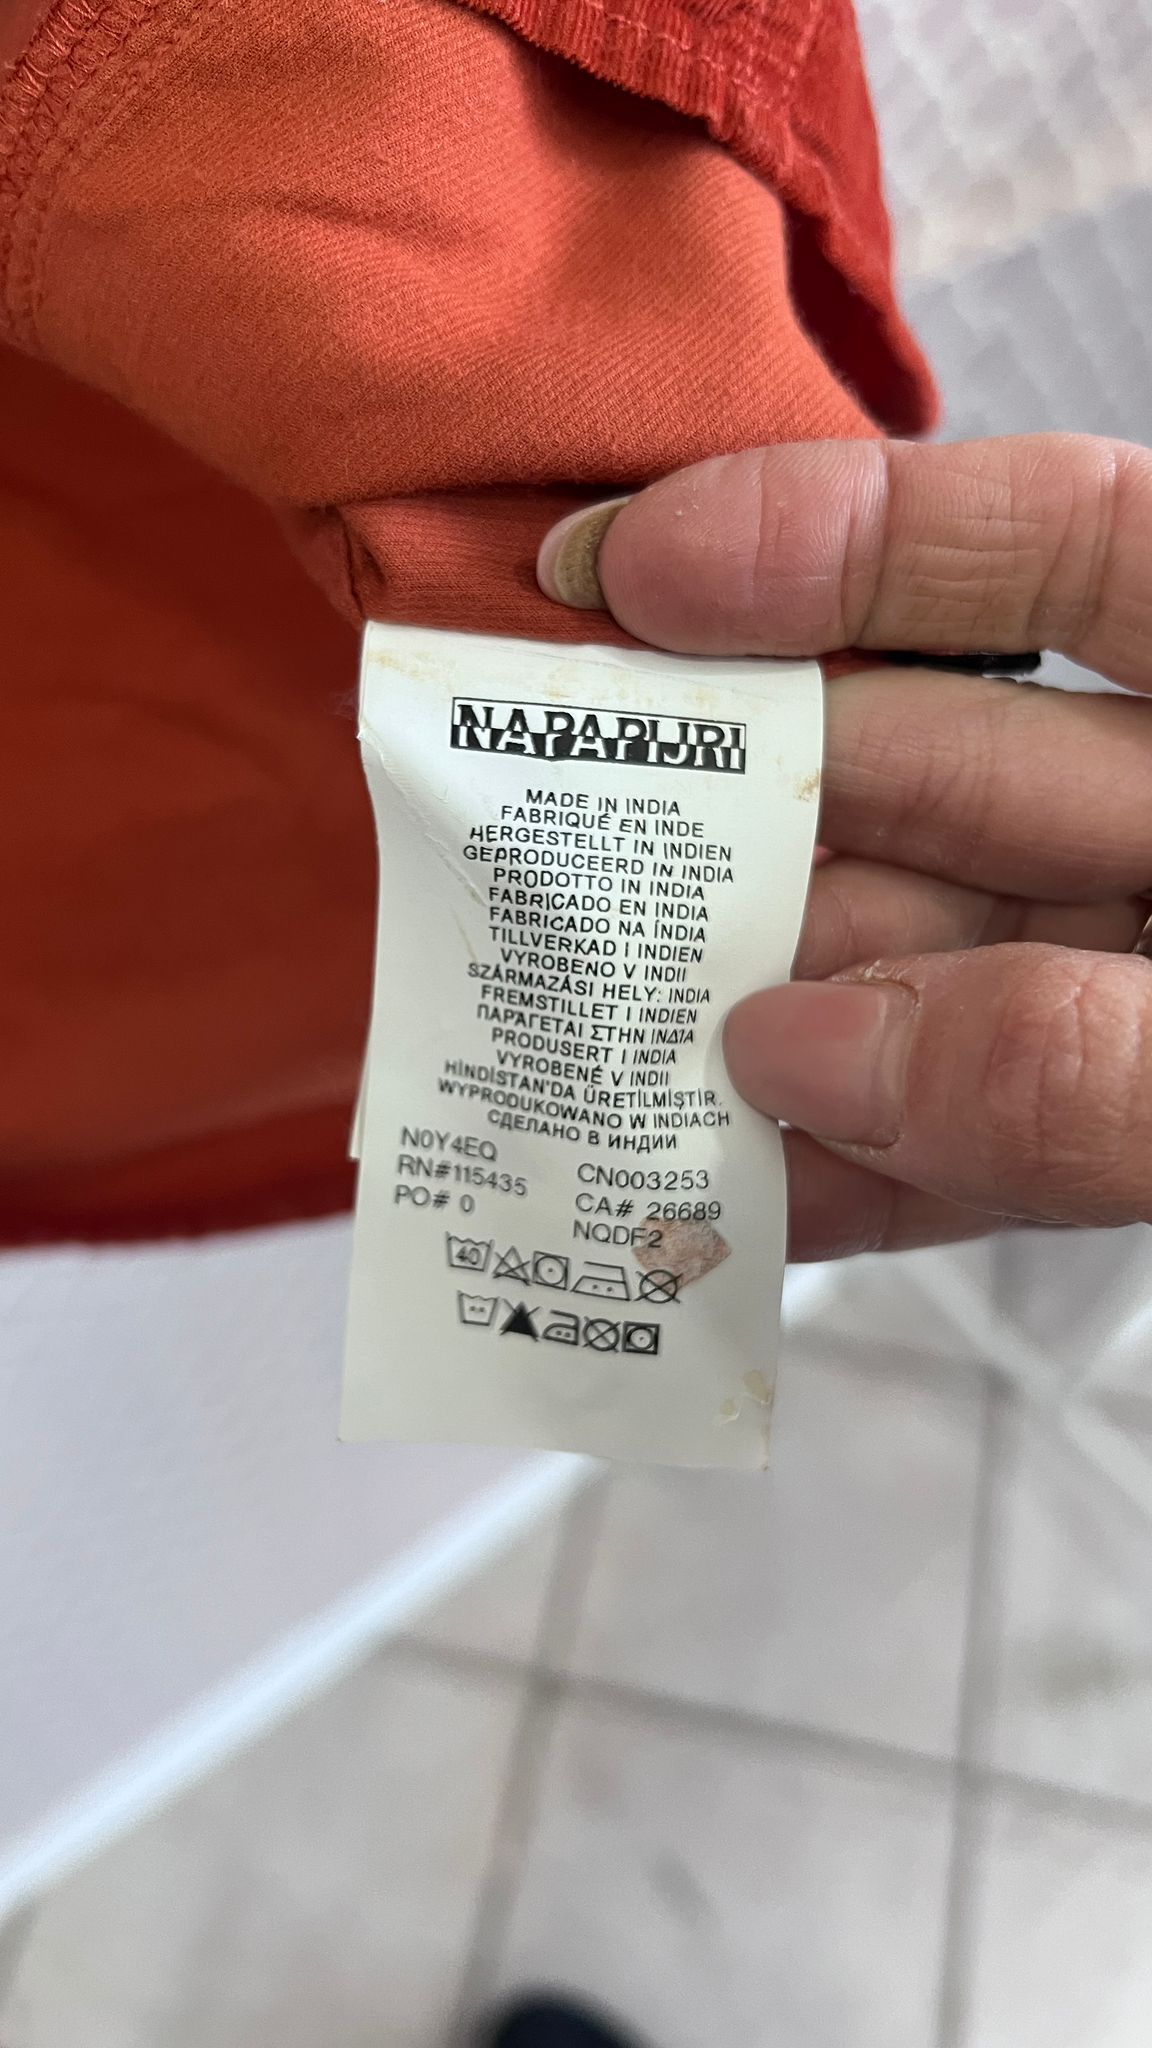 NAPAPIJRI
MADE IN INDIA
FABRIQUÉ EN INDE
HERGESTELLT IN INDIEN
GEPRODUCEERD IN INDIA
PRODOTTO IN INDIA
FABRICADO EN INDIA
FABRICADO NA ÍNDIA
TILLVERKAD I INDIEN
VYROBENO V INDII
SZÁRMAZÁSI HELY: INDIA
FREMSTILLET I INDIEN
ΠΑΡΑΓΕΤΑΙ ΣΤΗΝ ΙΝΔΙΑ
PRODUSERT I INDIA
VYROBENÉ V INDII
HİNDİSTAN'DA ÜRETİLMİŞTİR.
WYPRODUKOWANO W INDIACH
СДЕЛАНО В ИНДИИ
N0Y4EQ CN003253
RN#115435 CA# 26689
PO# 0 NQDF2
40